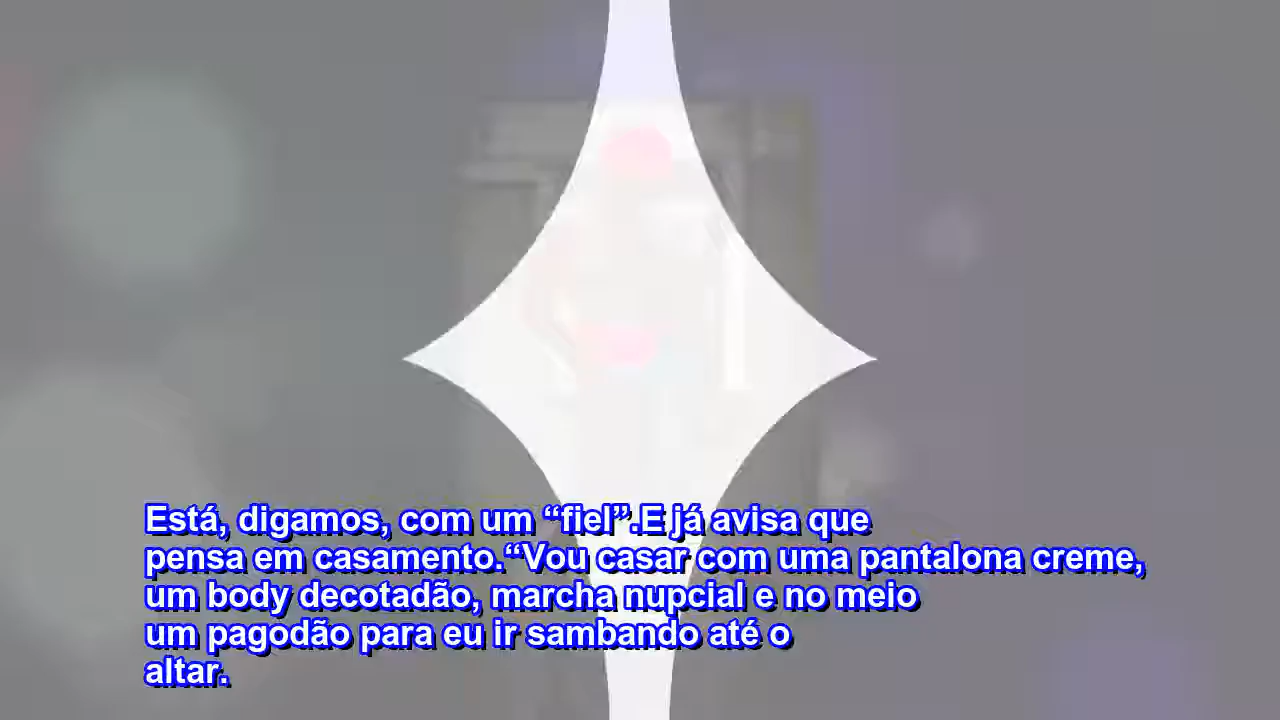 Está, digamos, com um “fiel”.E já avisa que
pensa em casamento.“Vou casar com uma pantalona creme,
um body decotadão, marcha nupcial e no meio
um pagodão para eu ir sambando até o
altar.